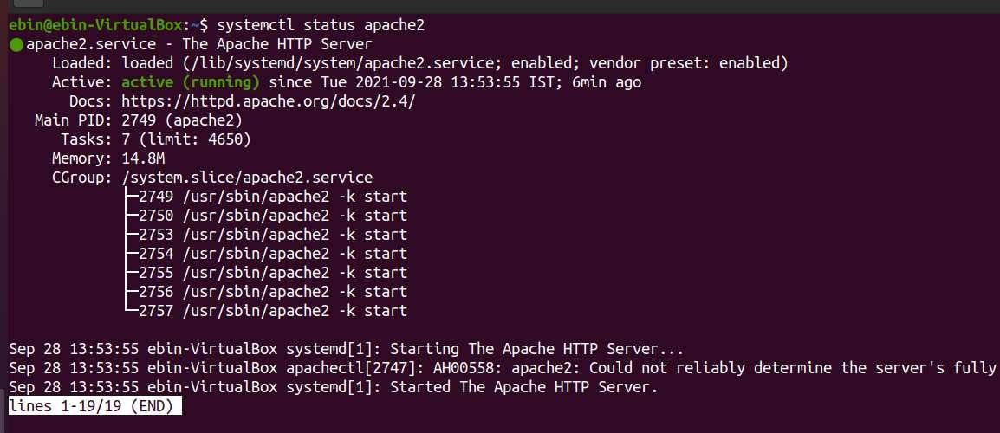 ebin@ebin-VirtualBox:~$ systemctl status apache2
● apache2.service - The Apache HTTP Server
     Loaded: loaded (/lib/systemd/system/apache2.service; enabled; vendor preset: enabled)
     Active: active (running) since Tue 2021-09-28 13:53:55 IST; 6min ago
       Docs: https://httpd.apache.org/docs/2.4/
   Main PID: 2749 (apache2)
      Tasks: 7 (limit: 4650)
     Memory: 14.8M
     CGroup: /system.slice/apache2.service
             ├─2749 /usr/sbin/apache2 -k start
             ├─2750 /usr/sbin/apache2 -k start
             ├─2753 /usr/sbin/apache2 -k start
             ├─2754 /usr/sbin/apache2 -k start
             ├─2755 /usr/sbin/apache2 -k start
             ├─2756 /usr/sbin/apache2 -k start
             └─2757 /usr/sbin/apache2 -k start

Sep 28 13:53:55 ebin-VirtualBox systemd[1]: Starting The Apache HTTP Server...
Sep 28 13:53:55 ebin-VirtualBox apachectl[2747]: AH00558: apache2: Could not reliably determine the server's fully
Sep 28 13:53:55 ebin-VirtualBox systemd[1]: Started The Apache HTTP Server.
lines 1-19/19 (END)